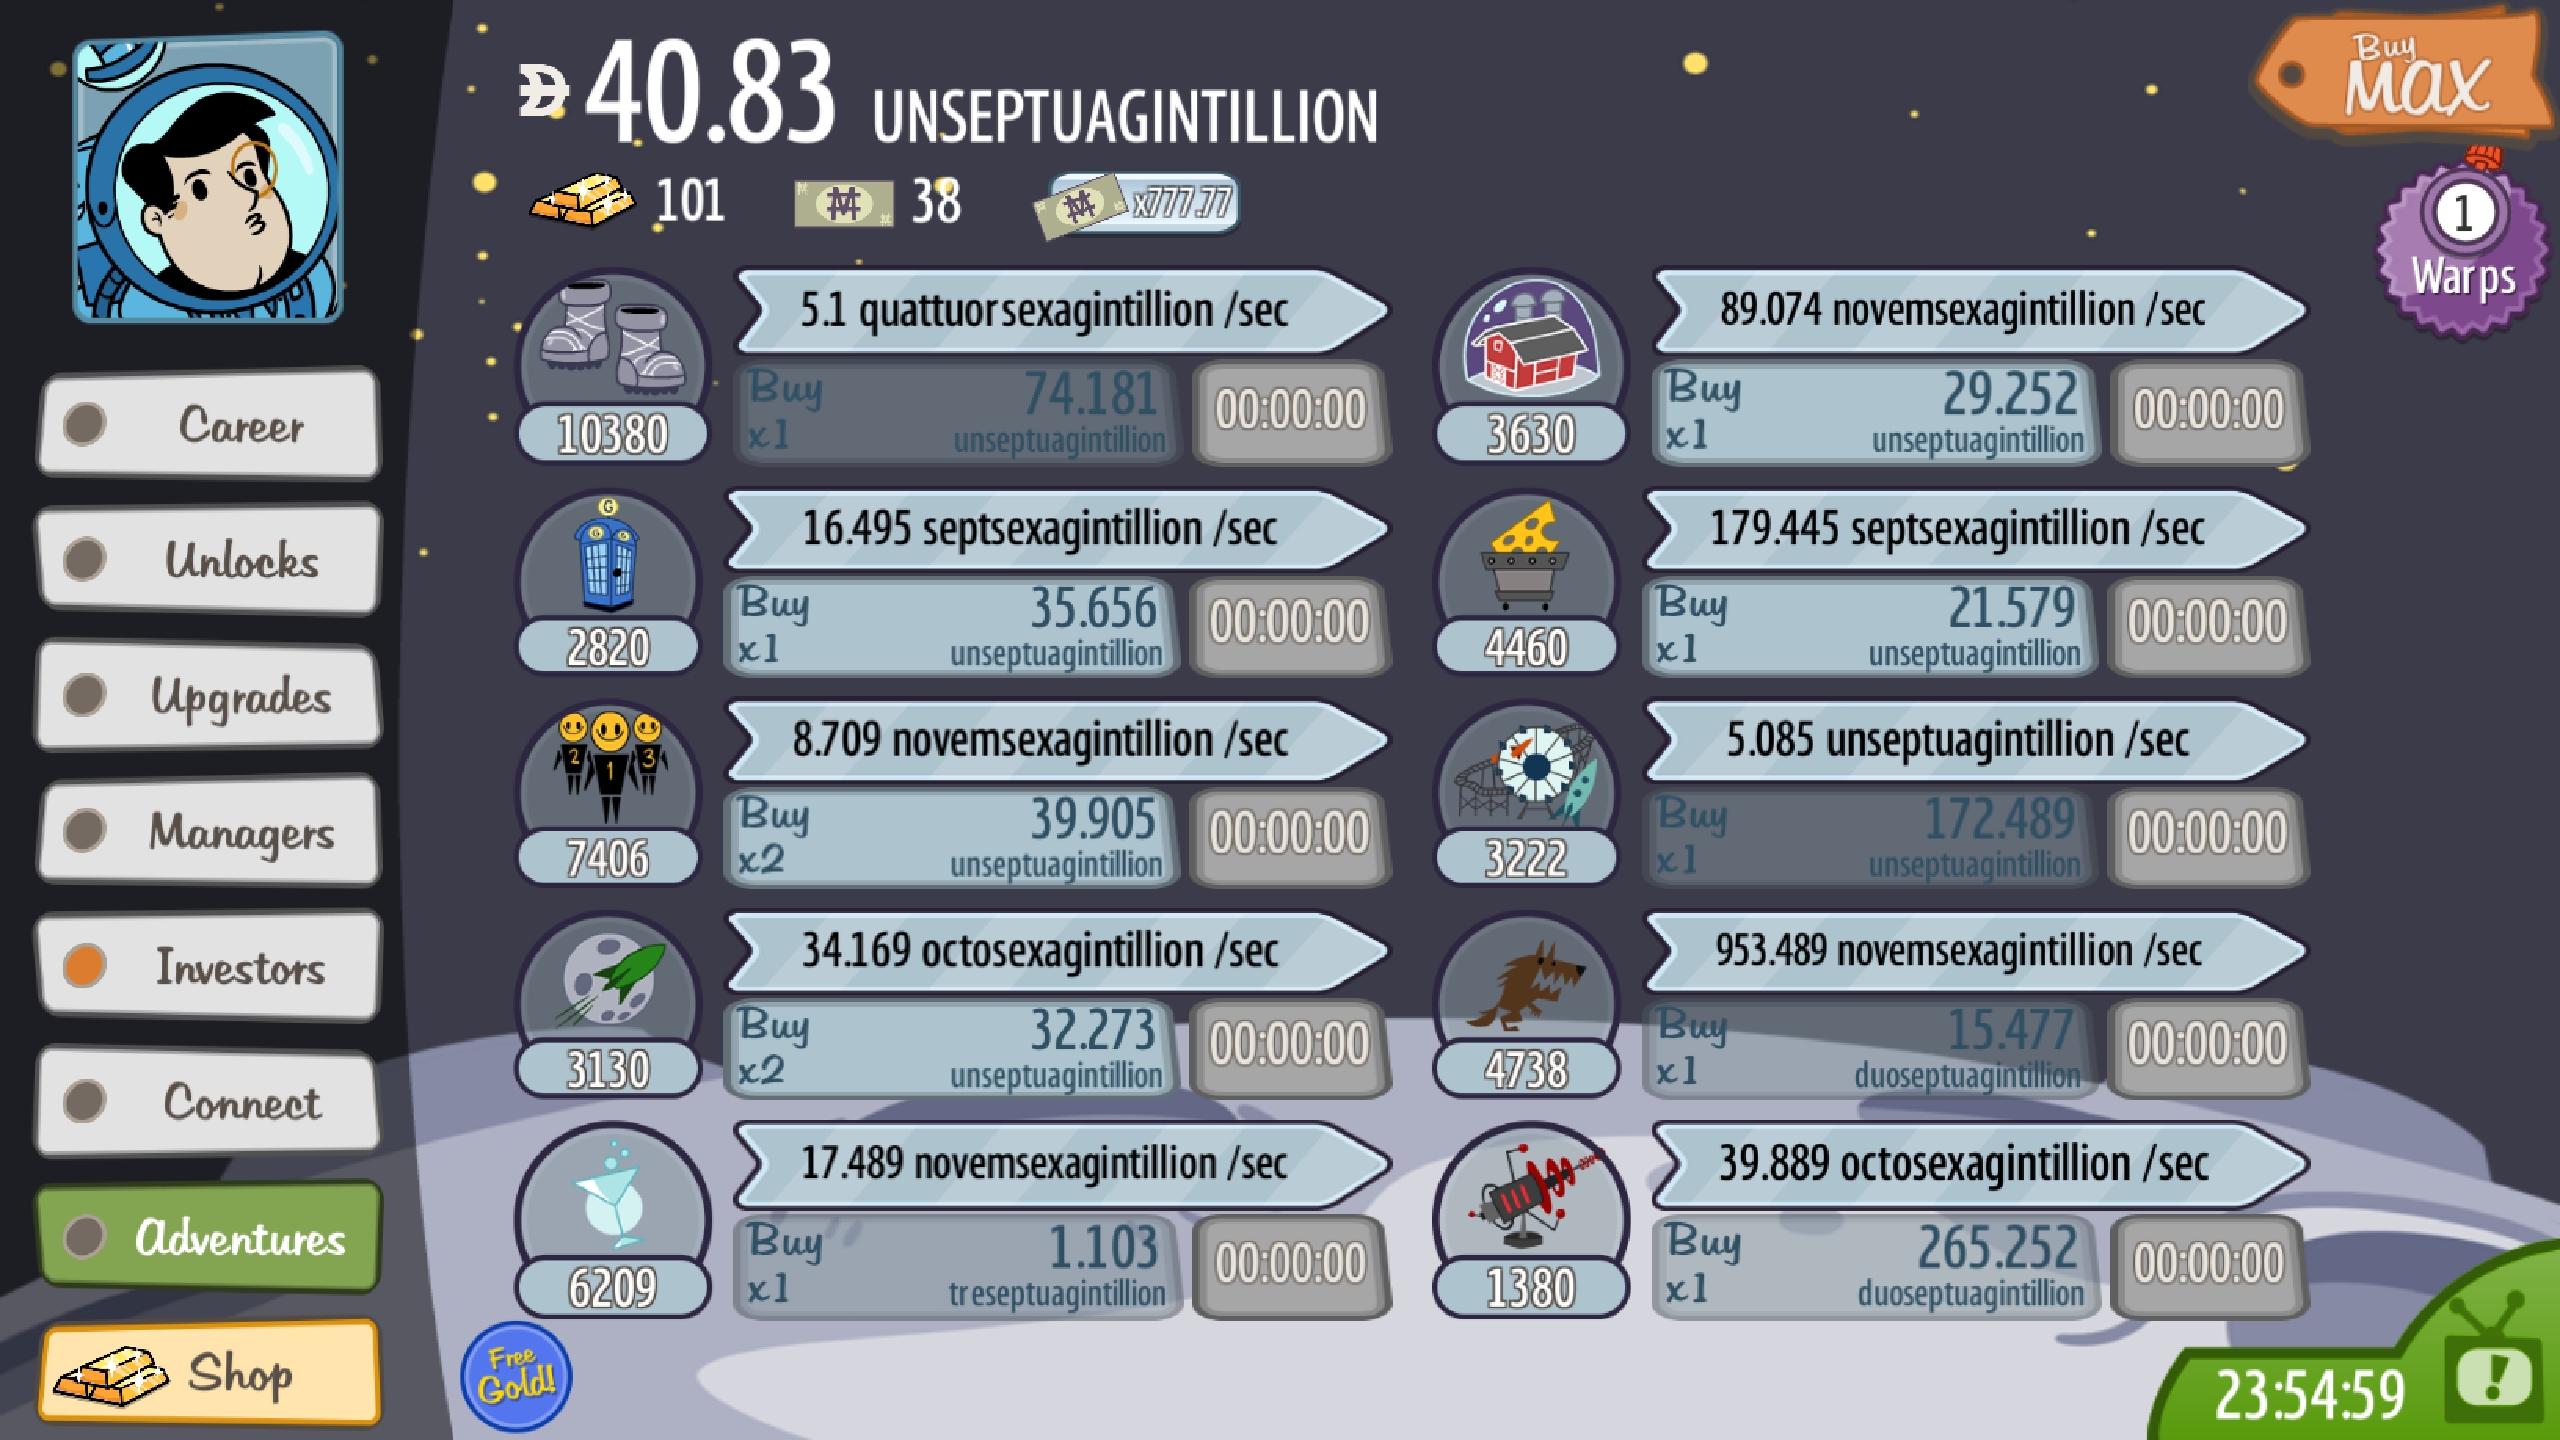 40.83 UNSEPTUAGINTILLION
Buy
MAX
101
38
x777.77
1
Warps
Career
Unlocks
Upgrades
Managers
Investors
Connect
Adventures
Shop
5.1 quattuorsexagintillion /sec
10380
Buy 74.181
x1 unseptuagintillion
00:00:00
89.074 novemsexagintillion /sec
3630
Buy 29.252
x1 unseptuagintillion
00:00:00
G
G G
16.495 septsexagintillion /sec
2820
Buy 35.656
x1 unseptuagintillion
00:00:00
179.445 septsexagintillion /sec
4460
Buy 21.579
x1 unseptuagintillion
00:00:00
2 1 3
8.709 novemsexagintillion /sec
7406
Buy 39.905
x2 unseptuagintillion
00:00:00
5.085 unseptuagintillion /sec
3222
Buy 172.489
x1 unseptuagintillion
00:00:00
34.169 octosexagintillion /sec
3130
Buy 32.273
x2 unseptuagintillion
00:00:00
953.489 novemsexagintillion /sec
4738
Buy 15.477
x1 duoseptuagintillion
00:00:00
17.489 novemsexagintillion /sec
6209
Buy 1.103
x1 treseptuagintillion
00:00:00
39.889 octosexagintillion /sec
1380
Buy 265.252
x1 duoseptuagintillion
00:00:00
Free
Gold!
23:54:59
!